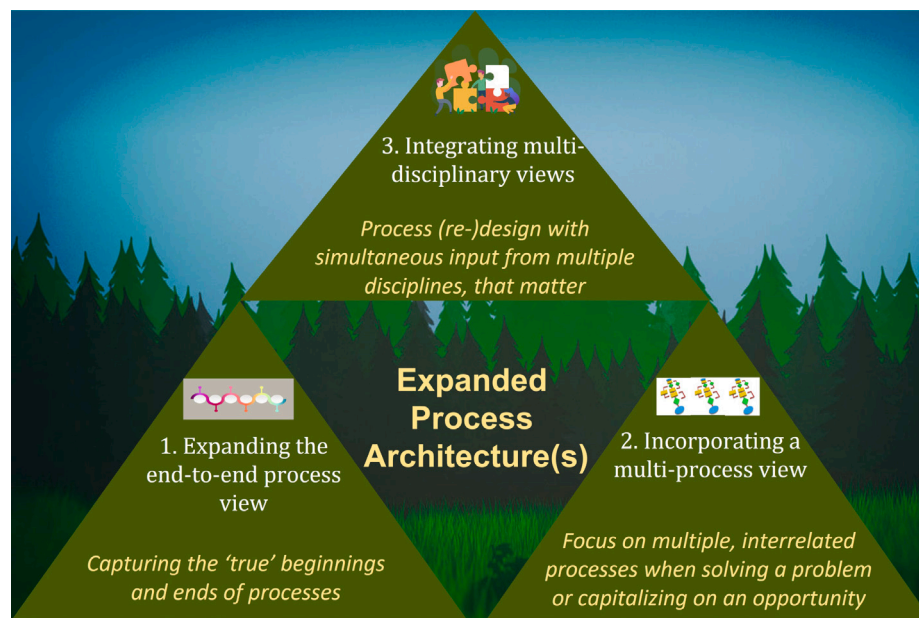 3. Integrating multi-
disciplinary views
Process (re-)design with
simultaneous input from multiple
disciplines, that matter
Expanded
Process
Architecture(s)
1. Expanding the
end-to-end process
view
Capturing the ‘true’ beginnings
and ends of processes
2. Incorporating a
multi-process view
Focus on multiple, interrelated
processes when solving a problem
or capitalizing on an opportunity